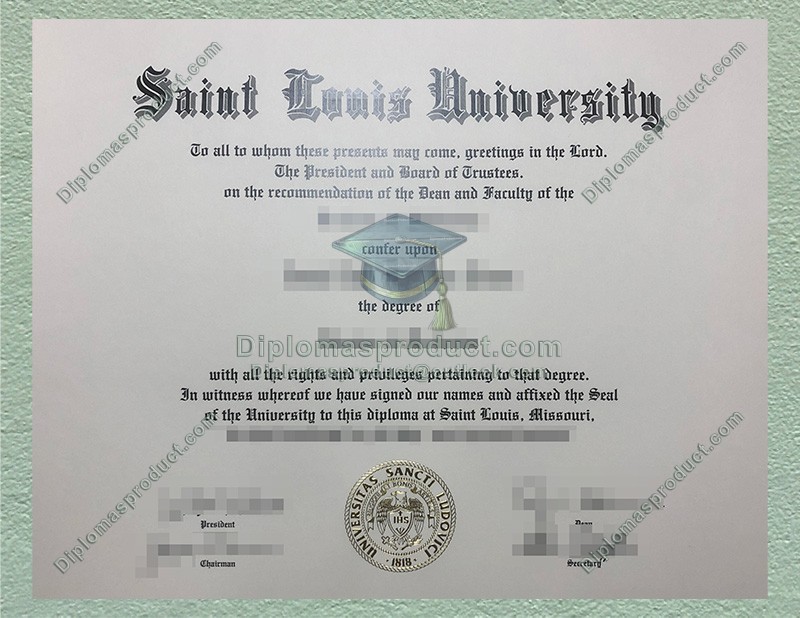 Saint Louis University
To all to whom these presents may come, greetings in the Lord.
The President and Board of Trustees,
on the recommendation of the Dean and Faculty of the
confer upon
the degree of
Diplomasproduct.com
Diplomasproduct@outlook.com
with all the rights and privileges pertaining to that degree.
In witness whereof we have signed our names and affixed the Seal
of the University to this diploma at Saint Louis, Missouri,
UNIVERSITAS SANCTI LUDOVICI
IHS
· 1818 ·
President
Dean
Chairman
Secretary
Diplomasproduct.com
Diplomasproduct.com
Diplomasproduct.com
Diplomasproduct.com